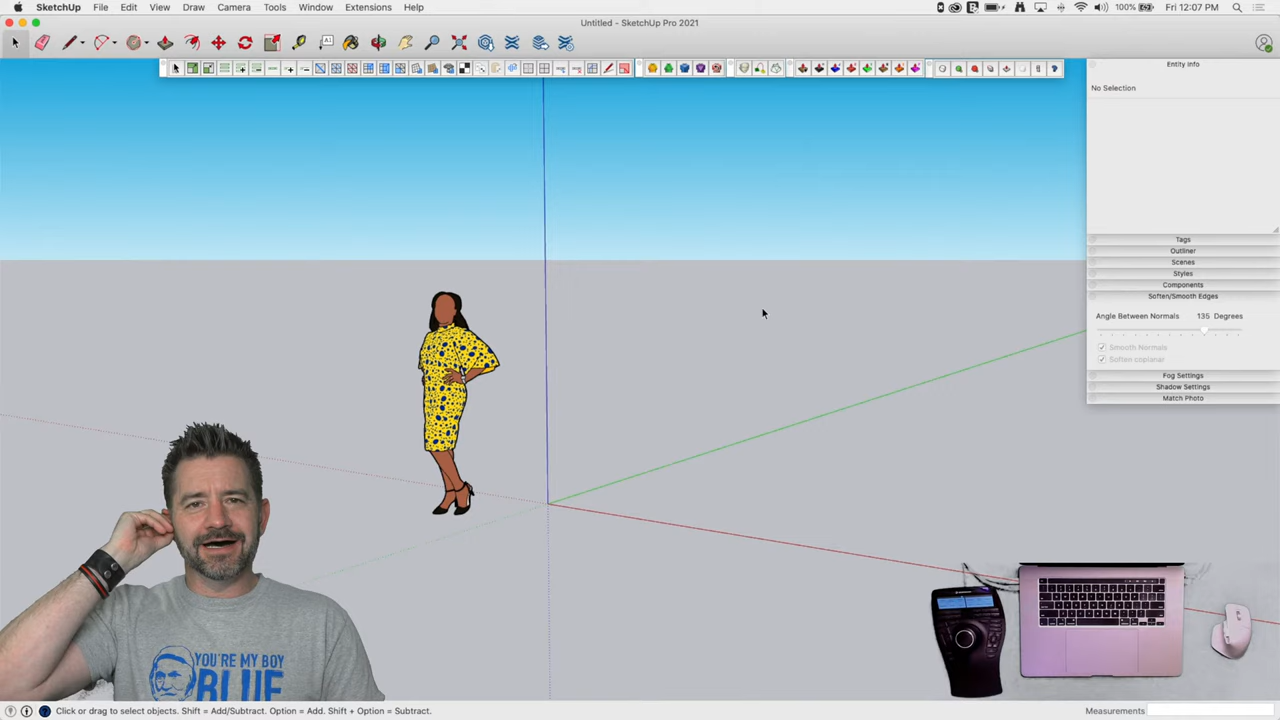 SketchUp File Edit View Draw Camera Tools Window Extensions Help
100% Fri 12:07 PM
Untitled - SketchUp Pro 2021
A1
Entity Info
No Selection
Tags
Outliner
Scenes
Styles
Components
Soften/Smooth Edges
Angle Between Normals 135 Degrees
Smooth Normals
Soften coplanar
Fog Settings
Shadow Settings
Match Photo
YOU'RE MY BOY
BLUE
Click or drag to select objects. Shift = Add/Subtract. Option = Add. Shift + Option = Subtract.
Measurements